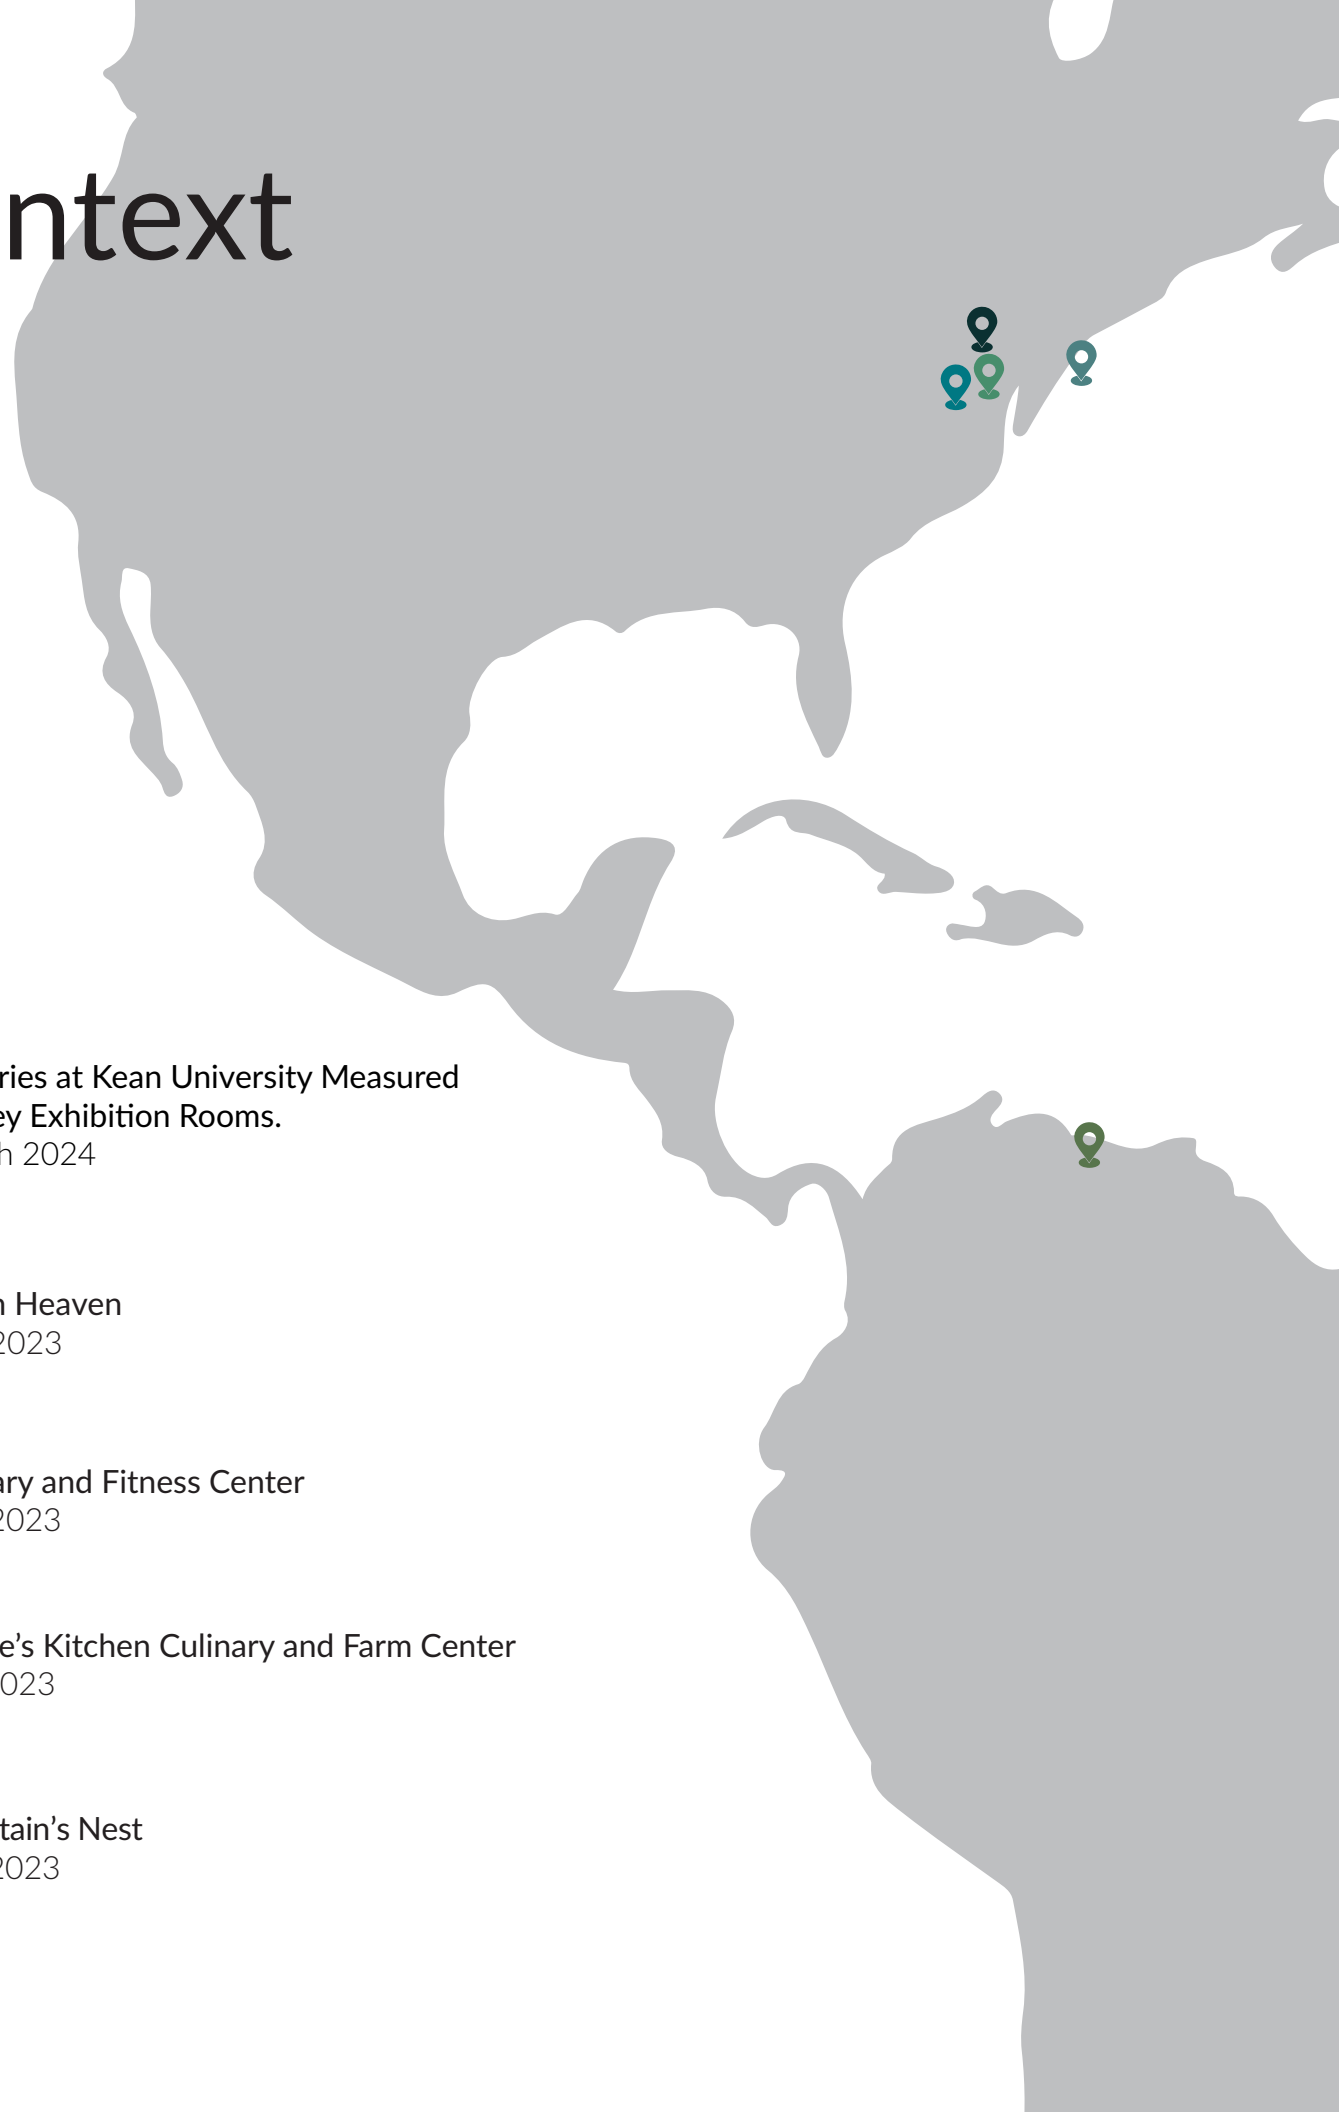 ntext
ries at Kean University Measured
ey Exhibition Rooms.
h 2024
n Heaven
2023
ary and Fitness Center
2023
e’s Kitchen Culinary and Farm Center
023
tain’s Nest
2023